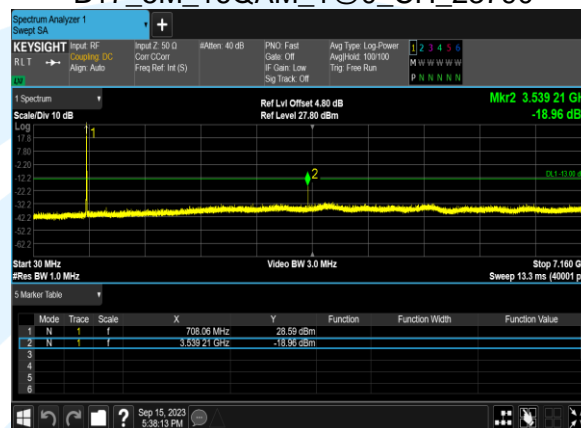 Spectrum Analyzer 1
Swept SA
+
KEYSIGHT Input: RF Input Z: 50 Ω #Atten: 40 dB PNO: Fast Avg Type: Log-Power 1 2 3 4 5 6
RLT Coupling: DC Corr CCorr Gate: Off Avg|Hold: 100/100 M W W W W W
Align: Auto Freq Ref: Int (S) IF Gain: Low Trig: Free Run
Sig Track: Off P N N N N N
1 Spectrum Ref Lvl Offset 4.80 dB Mkr2 3.539 21 GH
Scale/Div 10 dB Ref Level 27.80 dBm -18.96 dB
Log
1
17.8
7.80
-2.20
2
-12.2 DL1 -13.00 d
-22.2
-32.2
-42.2
-52.2
-62.2
Start 30 MHz Video BW 3.0 MHz Stop 7.160 G
#Res BW 1.0 MHz Sweep 13.3 ms (40001 p
5 Marker Table
Mode Trace Scale X Y Function Function Width Function Value
1 N 1 f 708.06 MHz 28.59 dBm
2 N 1 f 3.539 21 GHz -18.96 dBm
3
4
5
6
? Sep 15, 2023
5:38:13 PM